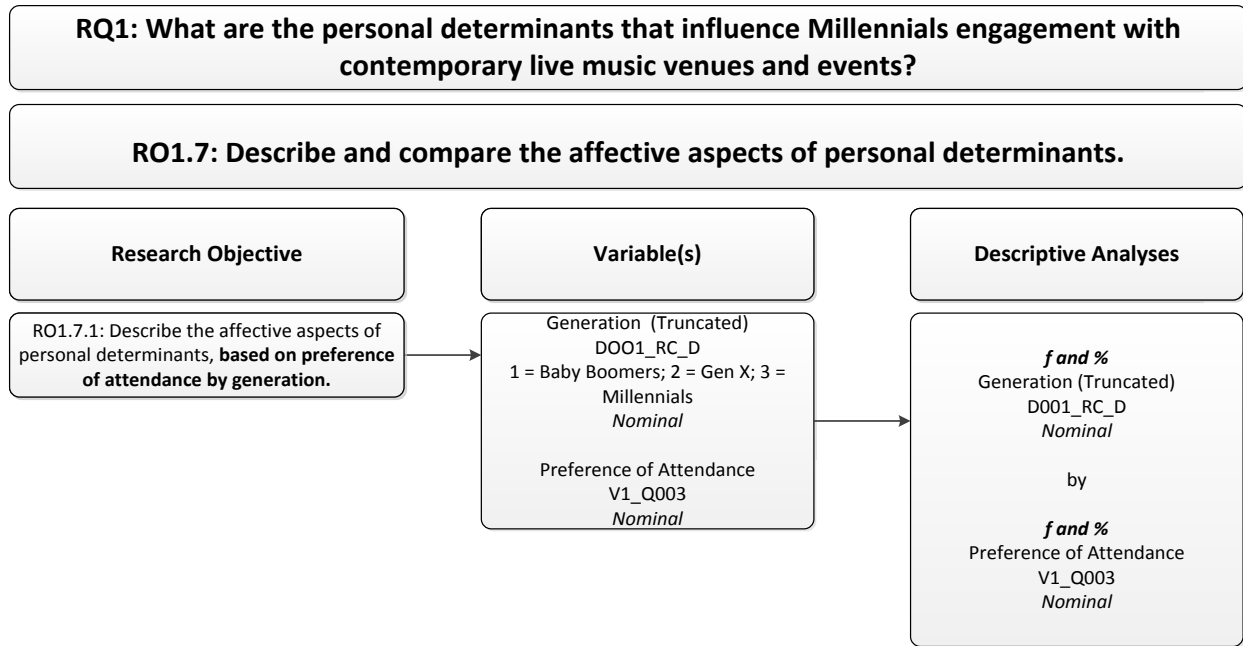 RQ1: What are the personal determinants that influence Millennials engagement with
contemporary live music venues and events?
RO1.7: Describe and compare the affective aspects of personal determinants.
Research Objective
Variable(s)
Descriptive Analyses
RO1.7.1: Describe the affective aspects of
personal determinants, based on preference
of attendance by generation.
Generation (Truncated)
DOO1_RC_D
1 = Baby Boomers; 2 = Gen X; 3 =
Millennials
Nominal
Preference of Attendance
V1_Q003
Nominal
f and %
Generation (Truncated)
D001_RC_D
Nominal
by
f and %
Preference of Attendance
V1_Q003
Nominal